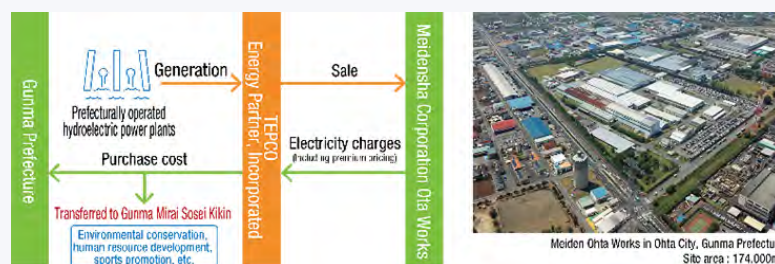 Gunma Prefecture
Generation
Prefecturally operated
hydroelectric power plants
Purchase cost
Transferred to Gunma Mirai Sosei Kikin
Environmental conservation,
human resource development,
sports promotion, etc.
TEPCO
Energy Partner, Incorporated
Sale
Electricity charges
(Including premium pricing)
Meidensha Corporation Ota Works
Meiden Ohta Works in Ohta City, Gunma Prefectu
Site area : 174,000